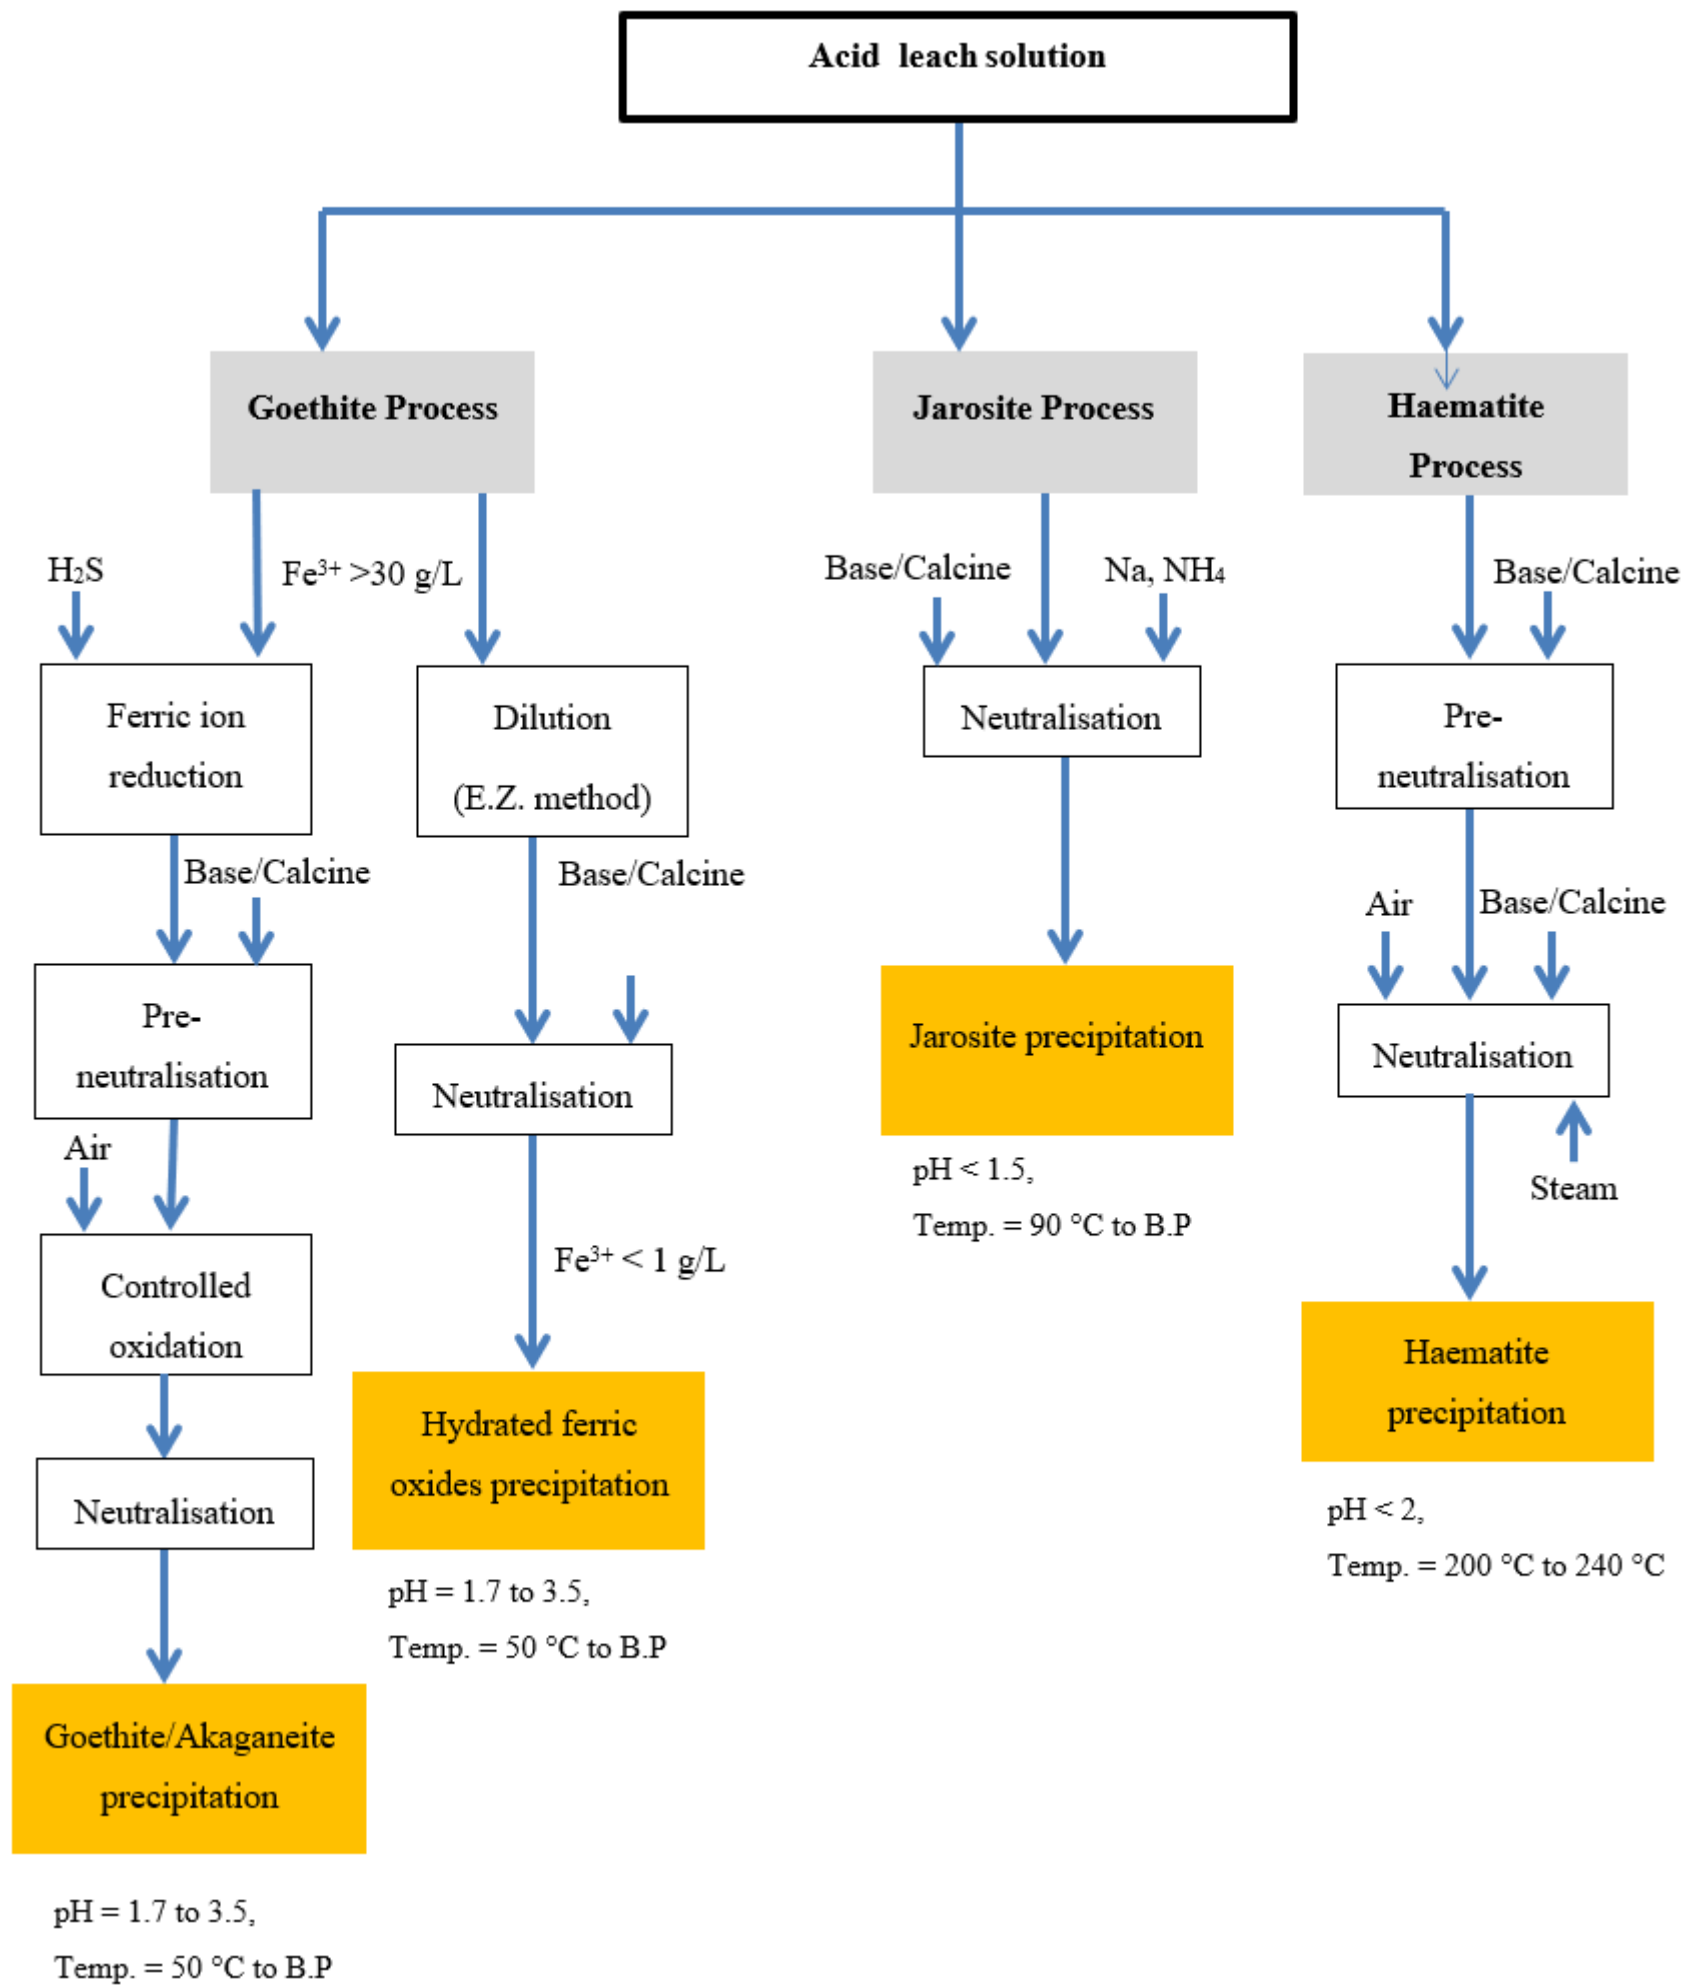 Acid leach solution
Goethite Process
Jarosite Process
Haematite
Process
H₂S
Fe³⁺ >30 g/L
Base/Calcine
Na, NH₄
Base/Calcine
Ferric ion
reduction
Dilution
(E.Z. method)
Neutralisation
Pre-
neutralisation
Base/Calcine
Base/Calcine
Air
Base/Calcine
Pre-
neutralisation
Neutralisation
Jarosite precipitation
Neutralisation
Air
pH < 1.5,
Temp. = 90 °C to B.P
Steam
Controlled
oxidation
Fe³⁺ < 1 g/L
Haematite
precipitation
Neutralisation
Hydrated ferric
oxides precipitation
pH < 2,
Temp. = 200 °C to 240 °C
pH = 1.7 to 3.5,
Temp. = 50 °C to B.P
Goethite/Akaganeite
precipitation
pH = 1.7 to 3.5,
Temp. = 50 °C to B.P